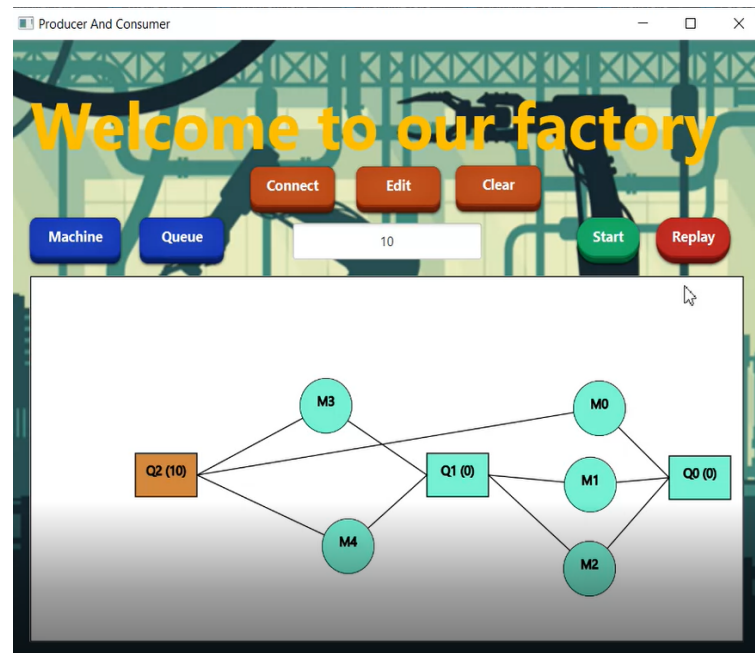 Producer And Consumer
Welcome to our factory
Connect Edit Clear
Machine Queue 10 Start Replay
M3 M0
Q2 (10) Q1 (0) M1 Q0 (0)
M4 M2